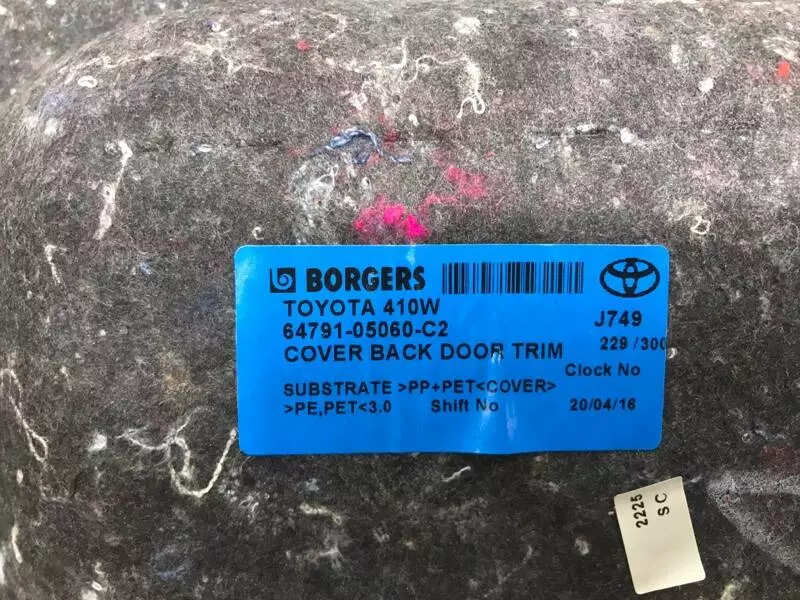 BORGERS
TOYOTA 410W
64791-05060-C2
J749
COVER BACK DOOR TRIM
229 /300
Clock No
SUBSTRATE >PP+PET<COVER>
>PE,PET<3.0 Shift No 20/04/16
2225
SC